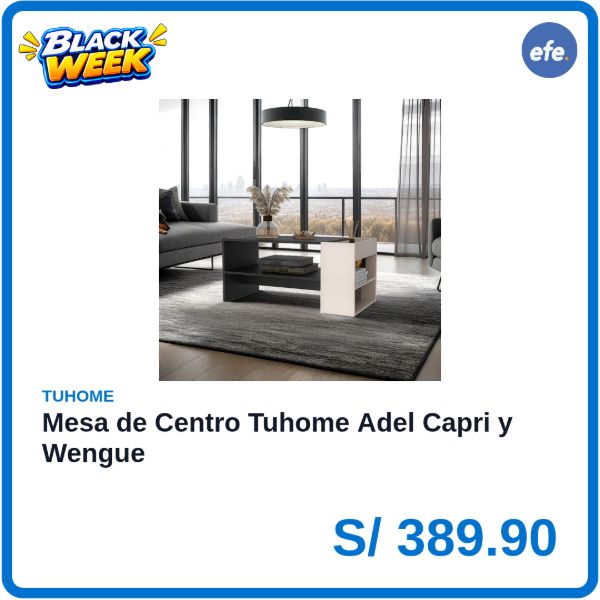 BLACK
WEEK
efe.
TUHOME
Mesa de Centro Tuhome Adel Capri y
Wengue
S/ 389.90